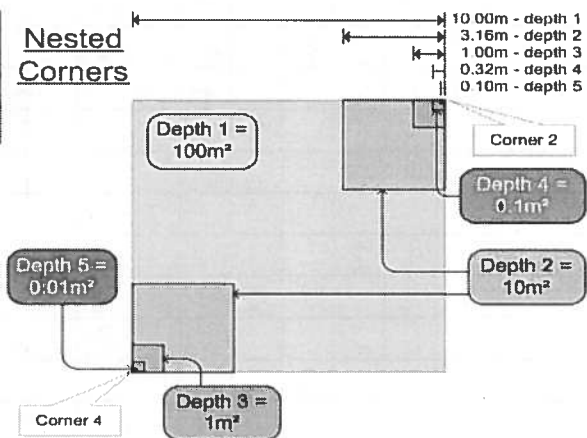 Nested
Corners
10.00m - depth 1
3.16m - depth 2
1.00m - depth 3
0.32m - depth 4
0.10m - depth 5
Depth 1 =
100m²
Corner 2
Depth 4 =
0.1m²
Depth 5 =
0.01m²
Depth 2 =
10m²
Depth 3 =
1m²
Corner 4